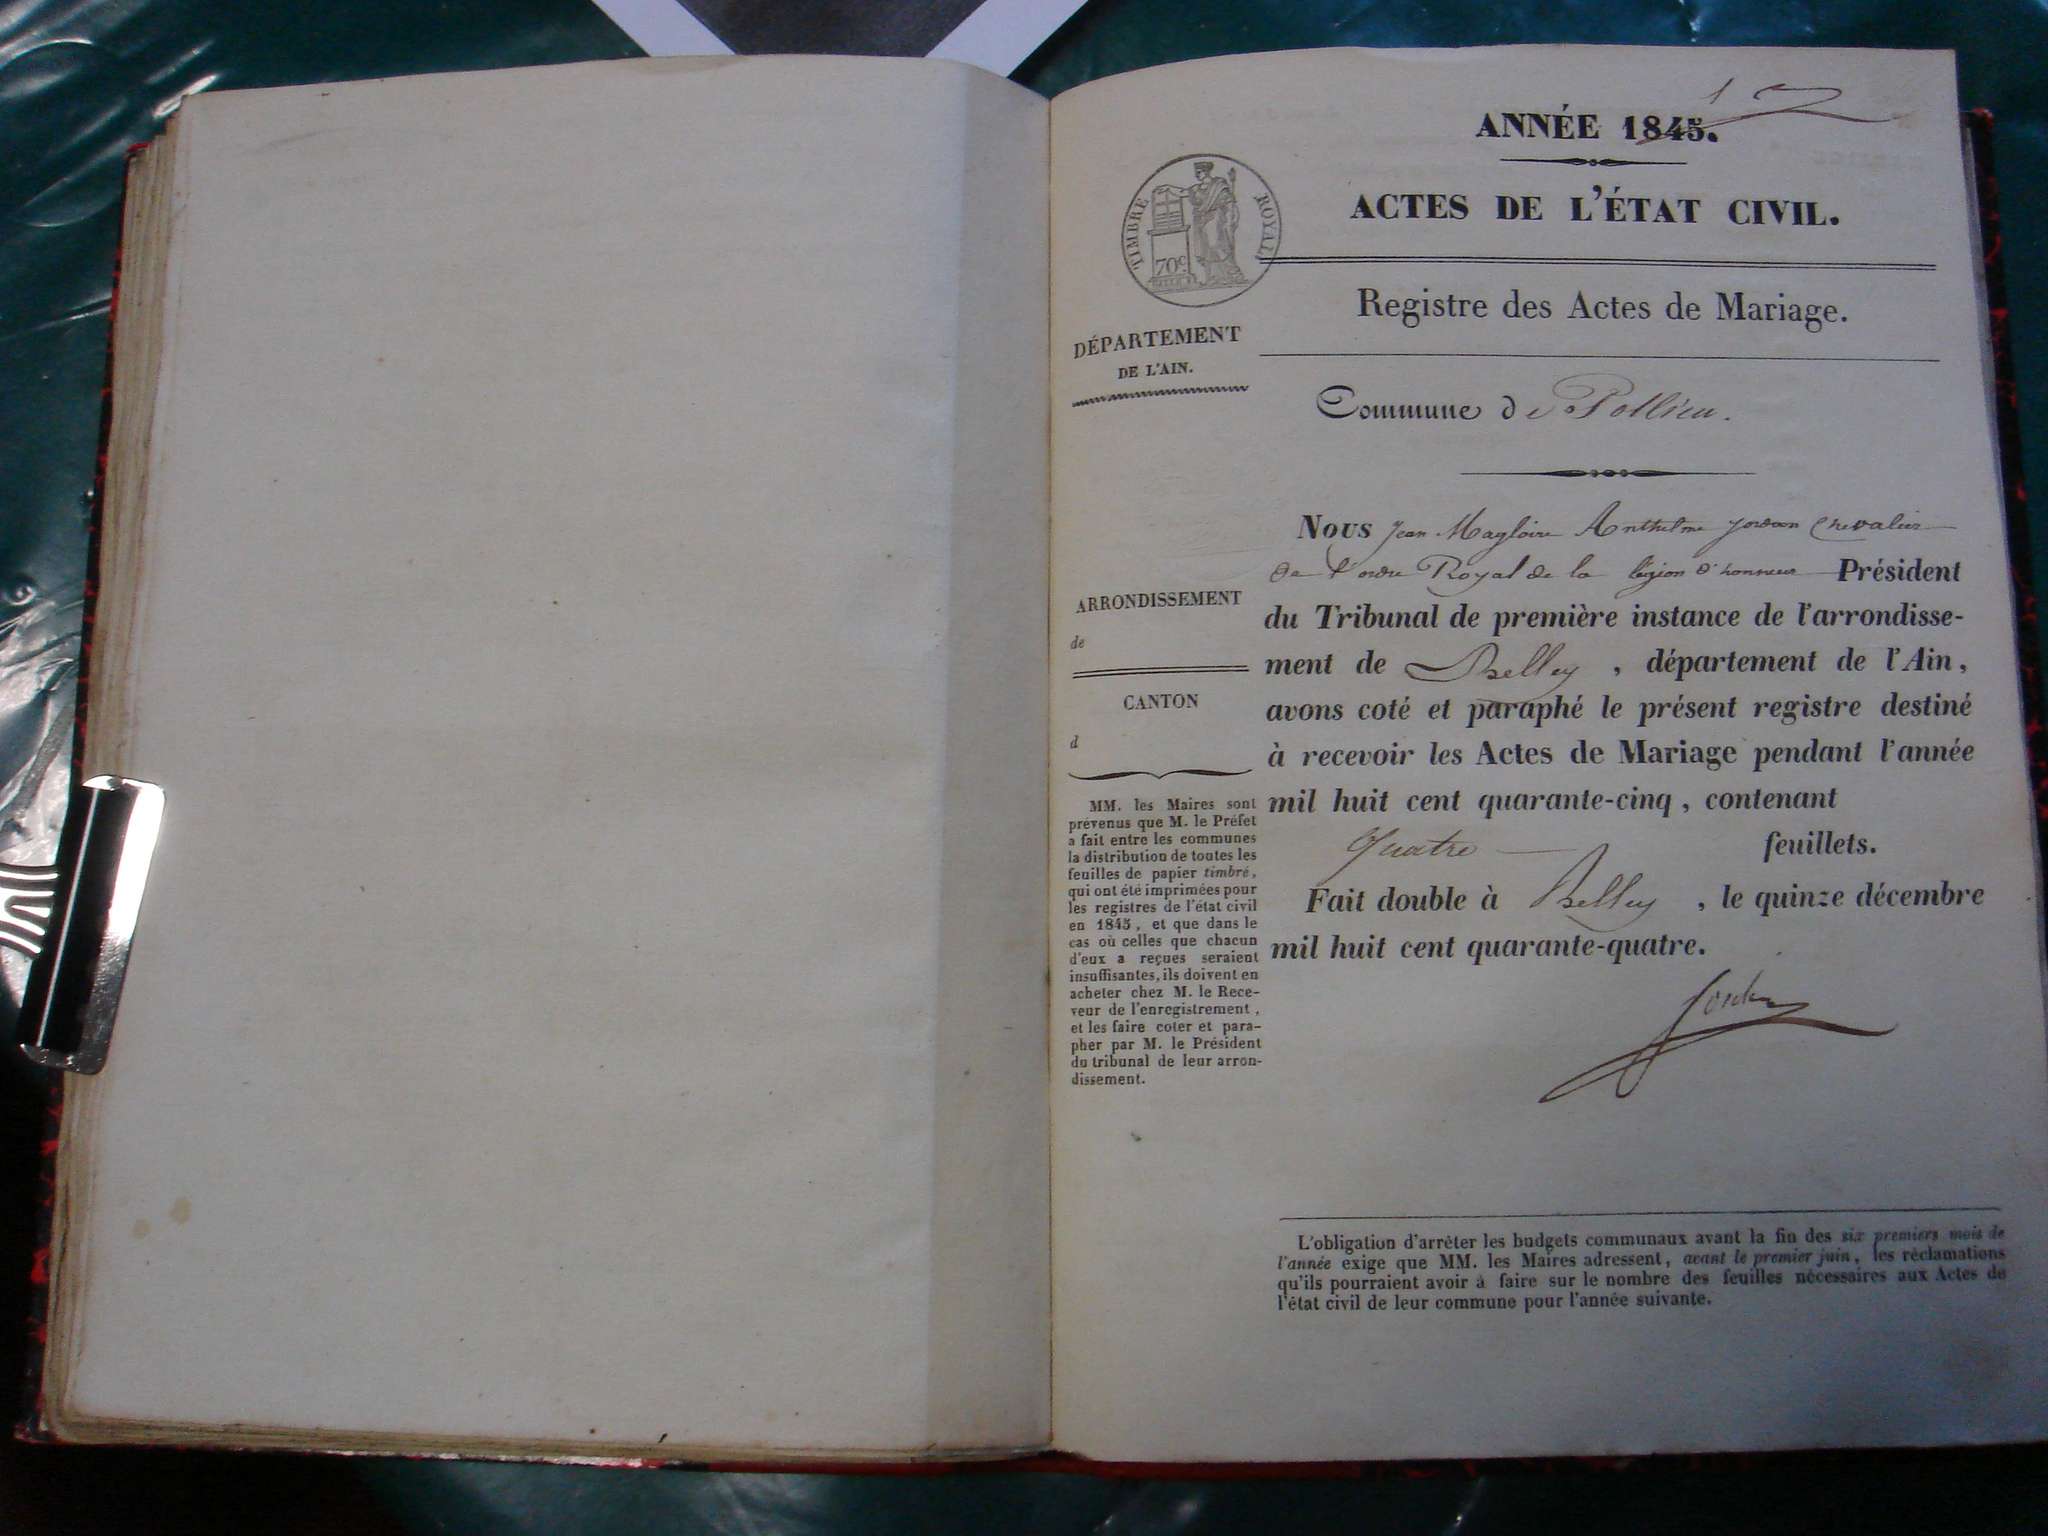 1
ANNÉE 1845.
ACTES DE L'ÉTAT CIVIL.
TIMBRE ROYAL
70c.
Registre des Actes de Mariage.
DÉPARTEMENT
DE L'AIN.
Commune de Pollieu.
Nous Jean Magloire Anthelme Jordan Chevalier
de l'ordre Royal de la légion d'honneur Président
du Tribunal de première instance de l'arrondisse-
ment de Belley, département de l'Ain,
avons coté et paraphé le présent registre destiné
à recevoir les Actes de Mariage pendant l'année
mil huit cent quarante-cinq, contenant
Quatre feuillets.
Fait double à Belley, le quinze décembre
mil huit cent quarante-quatre.
Jordan
ARRONDISSEMENT
de
CANTON
d
MM. les Maires sont
prévenus que M. le Préfet
a fait entre les communes
la distribution de toutes les
feuilles de papier timbré,
qui ont été imprimées pour
les registres de l'état civil
en 1845, et que dans le
cas où celles que chacun
d'eux a reçues seraient
insuffisantes, ils doivent en
acheter chez M. le Rece-
veur de l'enregistrement,
et les faire coter et para-
pher par M. le Président
du tribunal de leur arron-
dissement.
L'obligation d'arrêter les budgets communaux avant la fin des six premiers mois de
l'année exige que MM. les Maires adressent, avant le premier juin, les réclamations
qu'ils pourraient avoir à faire sur le nombre des feuilles nécessaires aux Actes de
l'état civil de leur commune pour l'année suivante.